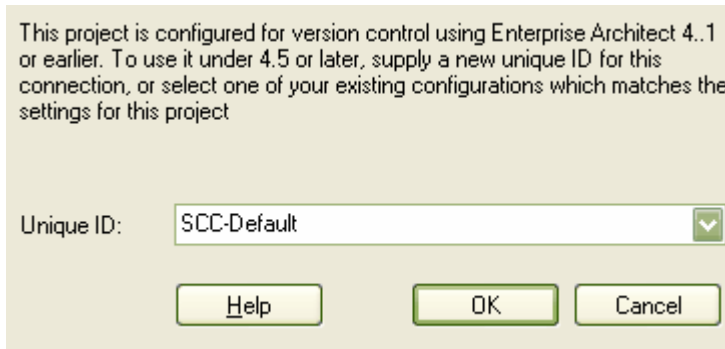 This project is configured for version control using Enterprise Architect 4..1
or earlier. To use it under 4.5 or later, supply a new unique ID for this
connection, or select one of your existing configurations which matches the
settings for this project
Unique ID: SCC-Default
Help OK Cancel